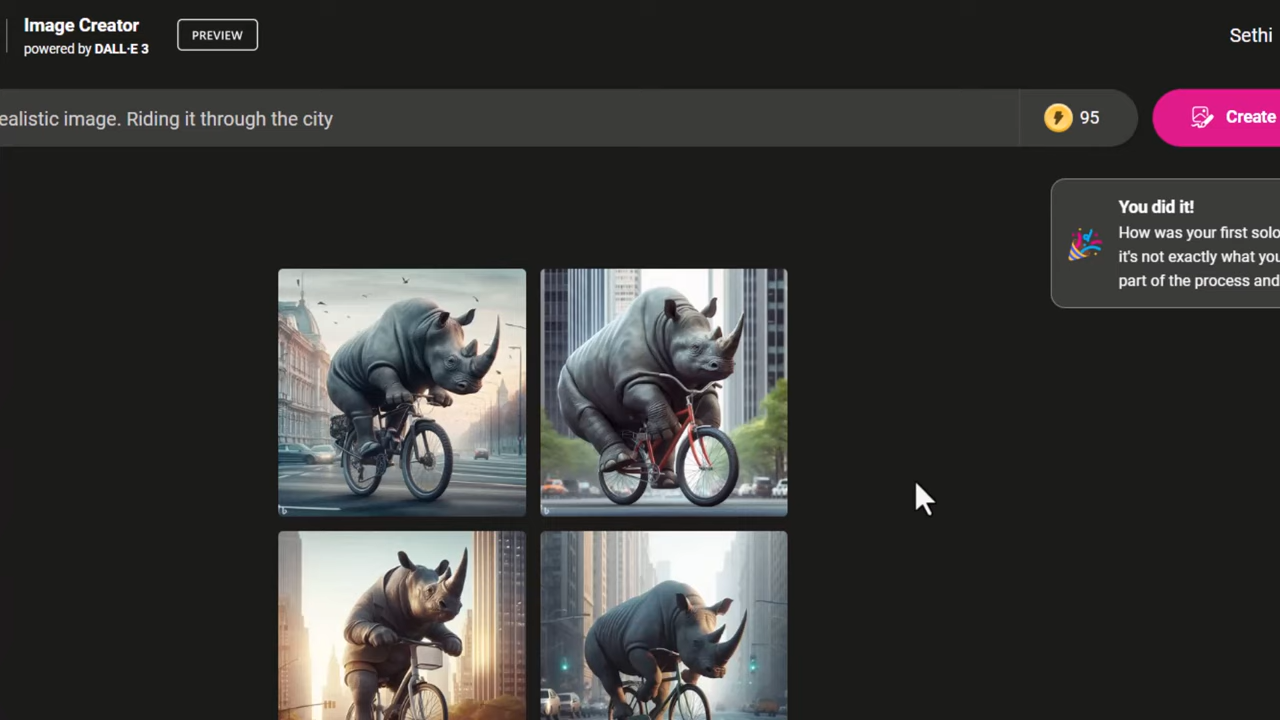 Image Creator
powered by DALL·E 3
PREVIEW
Sethi
ealistic image. Riding it through the city
95
Create
You did it!
How was your first solo
it's not exactly what you
part of the process and